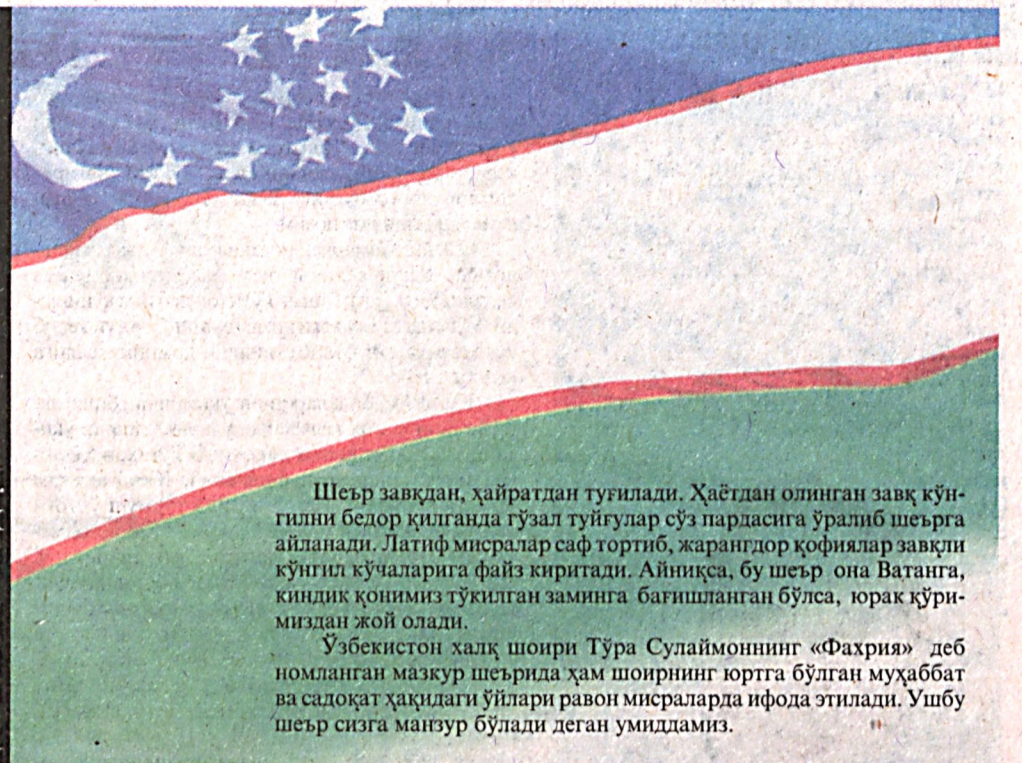 Шеър завқдан, ҳайратдан туғилади. Ҳаётдан олинган завқ кўн-
гилни бедор қилганда гўзал туйғулар сўз пардасига ўралиб шеърга
айланади. Латиф мисралар саф тортиб, жарангдор қофиялар завқли
кўнгил кўчаларига файз киритади. Айниқса, бу шеър она Ватанга,
киндик қонимиз тўкилган заминга бағишланган бўлса, юрак қўри-
миздан жой олади.
Ўзбекистон халқ шоири Тўра Сулаймоннинг «Фахрия» деб
номланган мазкур шеърида ҳам шоирнинг юртга бўлган муҳаббат
ва садоқат ҳақидаги ўйлари равон мисраларда ифода этилади. Ушбу
шеър сизга манзур бўлади деган умиддамиз.